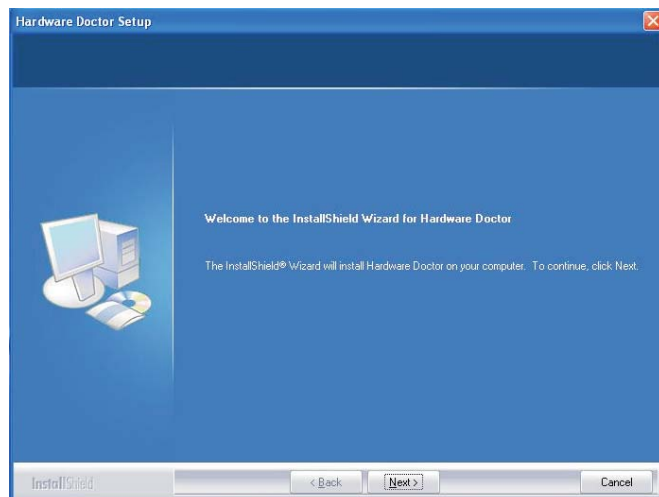 Hardware Doctor Setup
Welcome to the InstallShield Wizard for Hardware Doctor
The InstallShield® Wizard will install Hardware Doctor on your computer. To continue, click Next.
InstallShield
< Back
Next >
Cancel